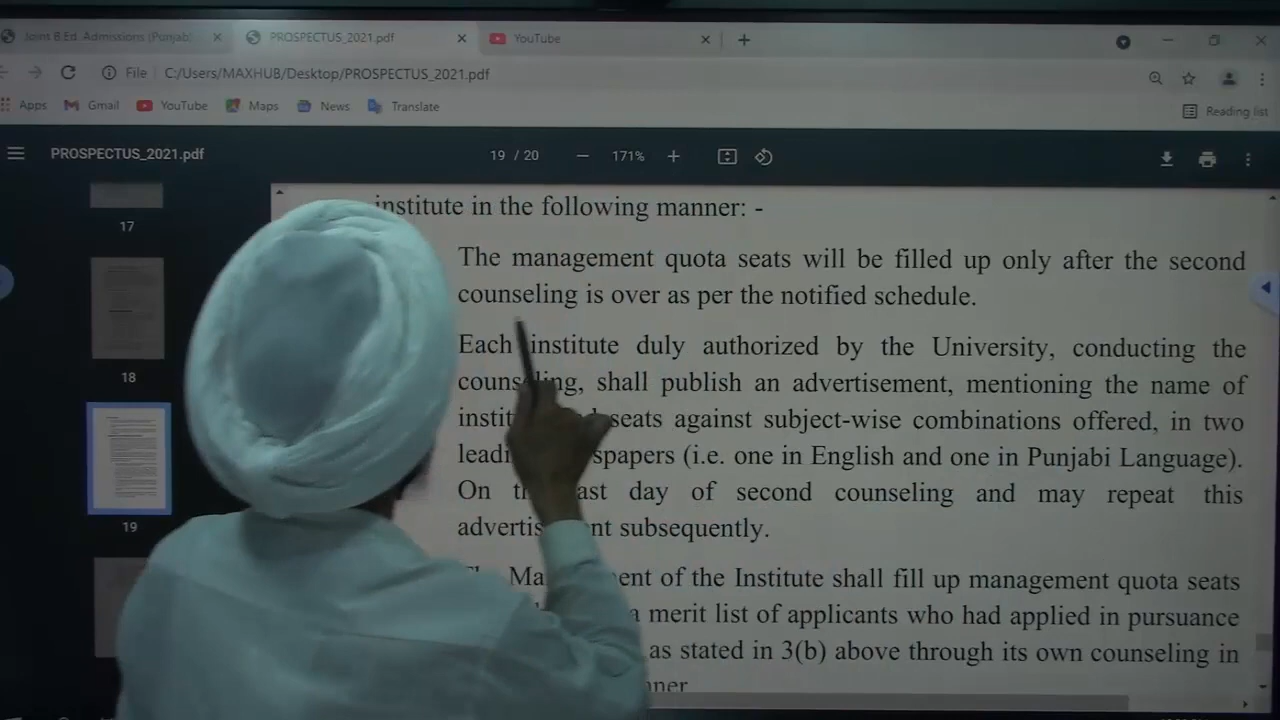 Joint B.Ed. Admissions (Punjab)
PROSPECTUS_2021.pdf
YouTube
File
C:/Users/MAXHUB/Desktop/PROSPECTUS_2021.pdf
Apps
Gmail
YouTube
Maps
News
Translate
Reading list
PROSPECTUS_2021.pdf
19 / 20
171%
17
18
19
institute in the following manner: -
The management quota seats will be filled up only after the second
counseling is over as per the notified schedule.
Each institute duly authorized by the University, conducting the
counseling, shall publish an advertisement, mentioning the name of
seats against subject-wise combinations offered, in two
(i.e. one in English and one in Punjabi Language).
On day of second counseling and may repeat this
subsequently.
of the Institute shall fill up management quota seats
a merit list of applicants who had applied in pursuance
as stated in 3(b) above through its own counseling in